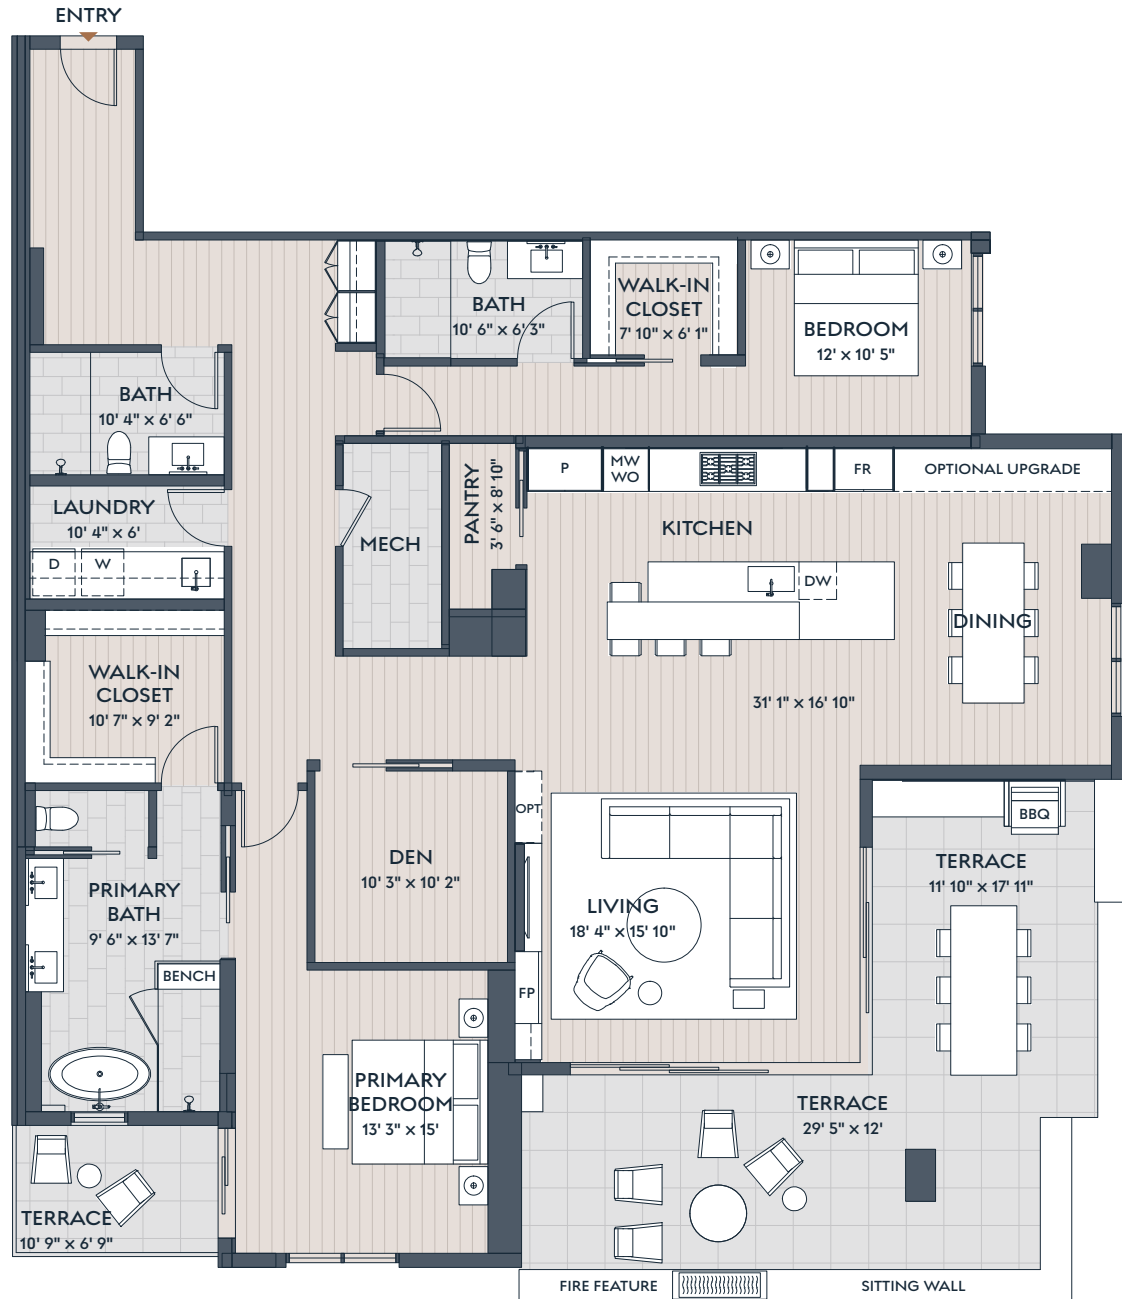 ENTRY
BATH
10' 6" x 6' 3"
WALK-IN
CLOSET
7' 10" x 6' 1"
BEDROOM
12' x 10' 5"
BATH
10' 4" x 6' 6"
LAUNDRY
10' 4" x 6'
D
W
MECH
PANTRY
3' 6" x 8' 10"
P
MW
WO
FR
OPTIONAL UPGRADE
KITCHEN
DW
DINING
31' 1" x 16' 10"
WALK-IN
CLOSET
10' 7" x 9' 2"
OPT
BBQ
DEN
10' 3" x 10' 2"
TERRACE
11' 10" x 17' 11"
PRIMARY
BATH
9' 6" x 13' 7"
LIVING
18' 4" x 15' 10"
BENCH
FP
PRIMARY
BEDROOM
13' 3" x 15'
TERRACE
29' 5" x 12'
TERRACE
10' 9" x 6' 9"
FIRE FEATURE
SITTING WALL